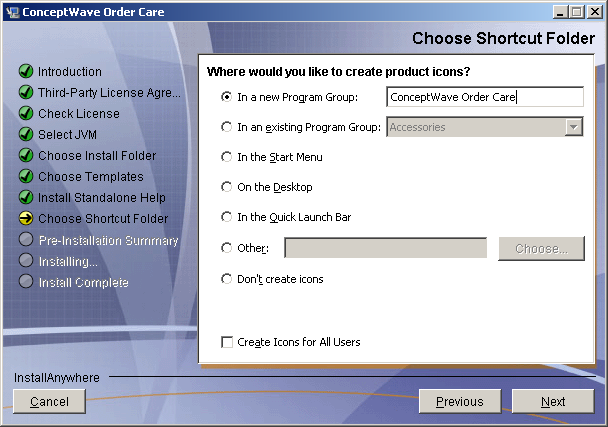 ConceptWave Order Care
Choose Shortcut Folder
Introduction
Third-Party License Agre...
Check License
Select JVM
Choose Install Folder
Choose Templates
Install Standalone Help
Choose Shortcut Folder
Pre-Installation Summary
Installing...
Install Complete
Where would you like to create product icons?
In a new Program Group: ConceptWave Order Care
In an existing Program Group: Accessories
In the Start Menu
On the Desktop
In the Quick Launch Bar
Other: Choose...
Don't create icons
Create Icons for All Users
InstallAnywhere
Cancel Previous Next